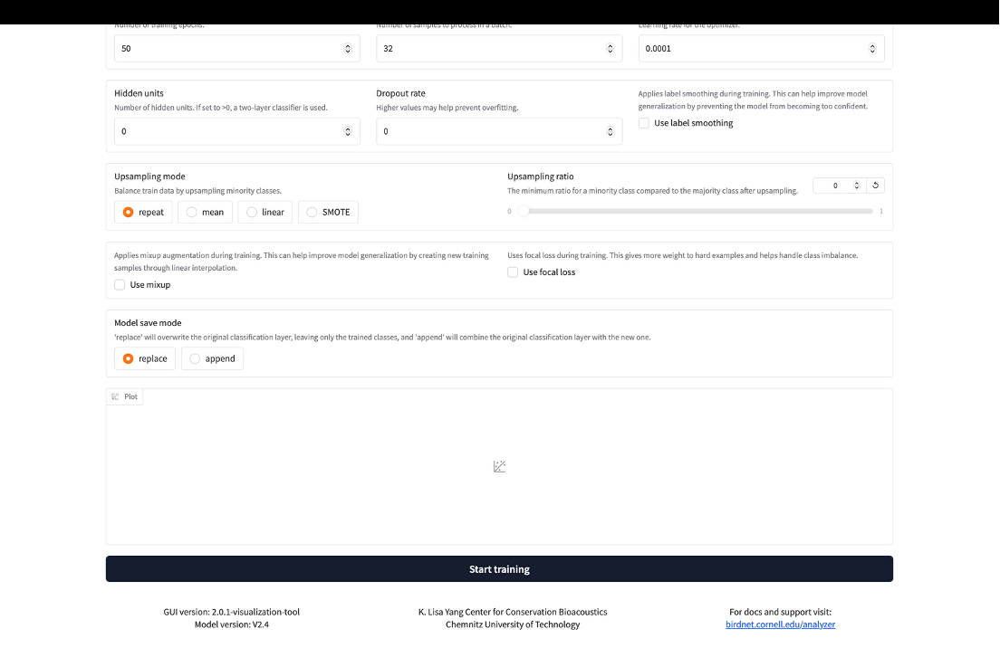 Number of training epochs.
Number of samples to process in a batch.
Learning rate for the optimizer.
50
32
0.0001
Hidden units
Number of hidden units. If set to >0, a two-layer classifier is used.
0
Dropout rate
Higher values may help prevent overfitting.
0
Applies label smoothing during training. This can help improve model
generalization by preventing the model from becoming too confident.
Use label smoothing
Upsampling mode
Balance train data by upsampling minority classes.
repeat
mean
linear
SMOTE
Upsampling ratio
The minimum ratio for a minority class compared to the majority class after upsampling.
0
0
1
Applies mixup augmentation during training. This can help improve model generalization by creating new training
samples through linear interpolation.
Use mixup
Uses focal loss during training. This gives more weight to hard examples and helps handle class imbalance.
Use focal loss
Model save mode
'replace' will overwrite the original classification layer, leaving only the trained classes, and 'append' will combine the original classification layer with the new one.
replace
append
Plot
Start training
GUI version: 2.0.1-visualization-tool
Model version: V2.4
K. Lisa Yang Center for Conservation Bioacoustics
Chemnitz University of Technology
For docs and support visit:
birdnet.cornell.edu/analyzer